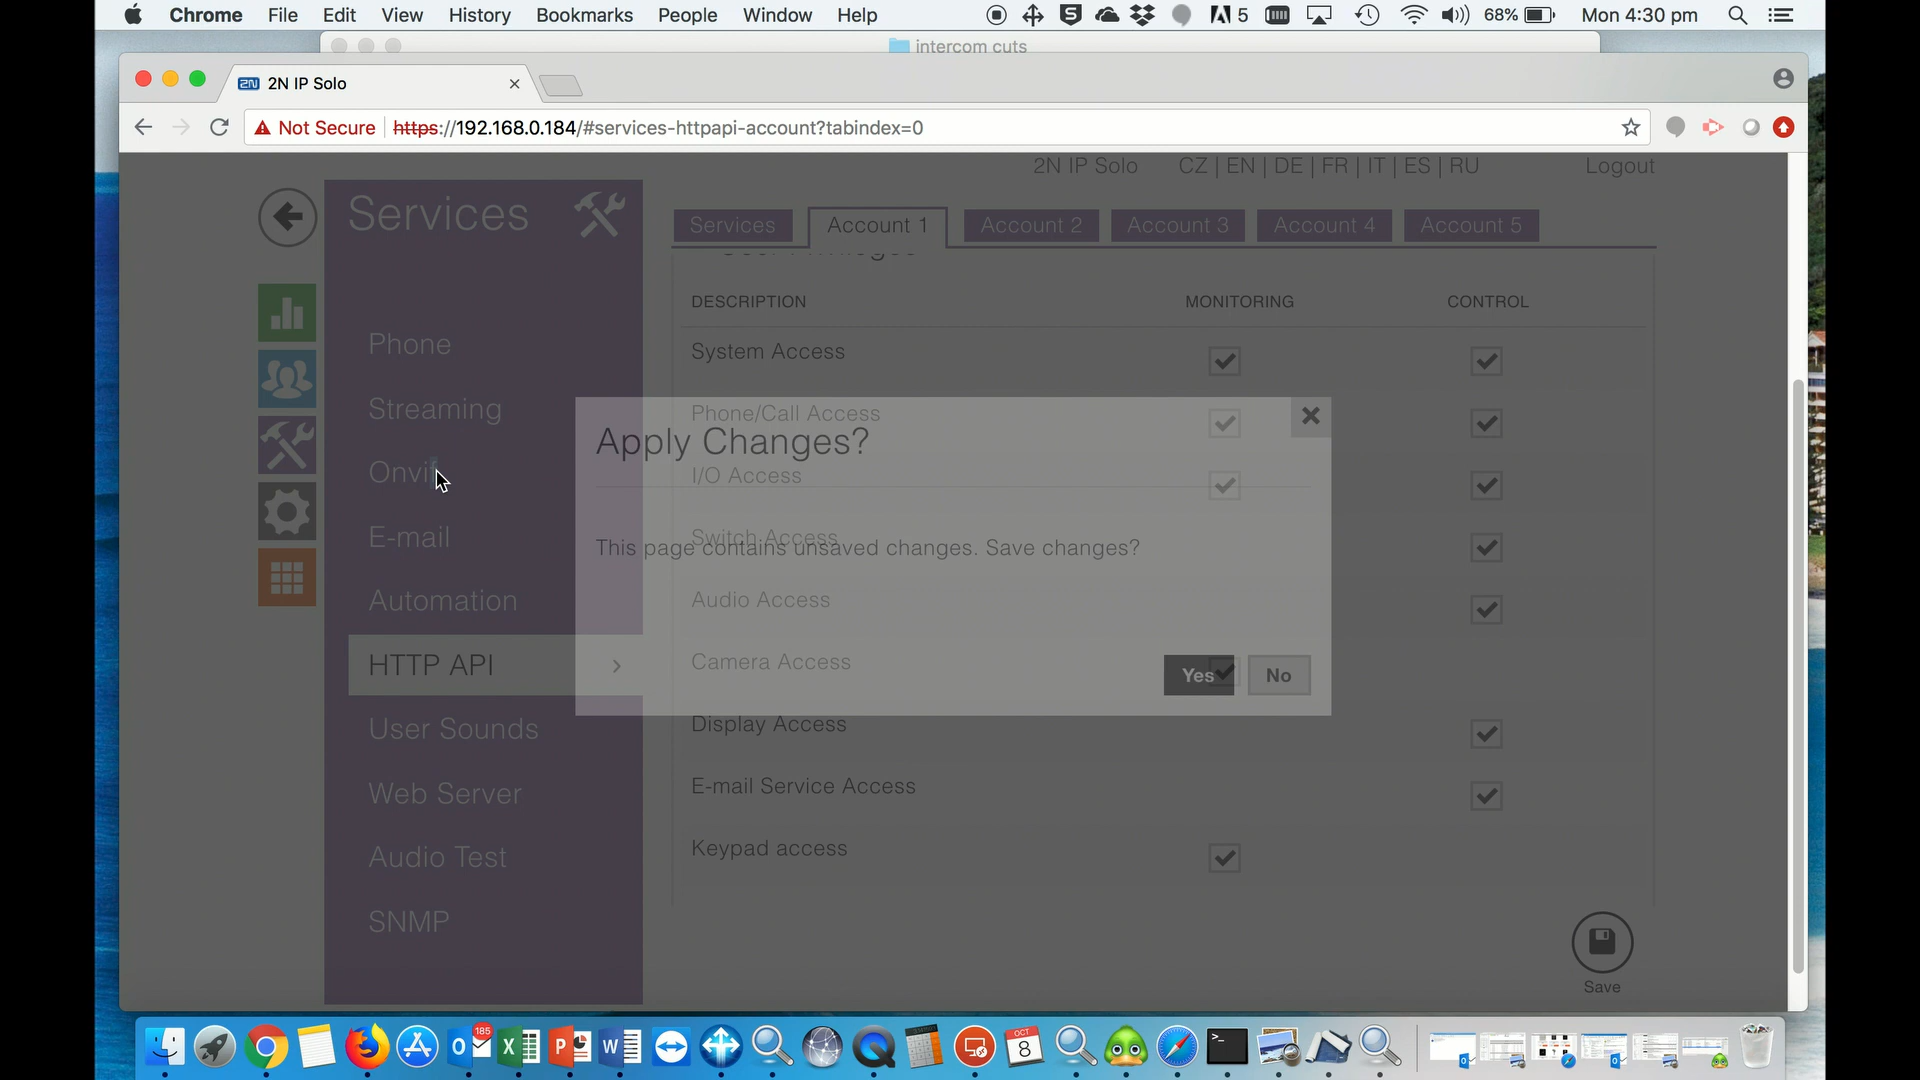 Chrome File Edit View History Bookmarks People Window Help 5 68% Mon 4:30 pm
intercom cuts
2N 2N IP Solo
Not Secure https://192.168.0.184/#services-httpapi-account?tabindex=0
2N IP Solo CZ | EN | DE | FR | IT | ES | RU Logout
Services
Services Account 1 Account 2 Account 3 Account 4 Account 5
DESCRIPTION MONITORING CONTROL
Phone
Streaming
Onvif
E-mail
Automation
HTTP API
User Sounds
Web Server
Audio Test
SNMP
System Access
Phone/Call Access
I/O Access
Switch Access
Audio Access
Camera Access
Display Access
E-mail Service Access
Keypad access
Apply Changes?
This page contains unsaved changes. Save changes?
Yes No
Save
185
OCT
8